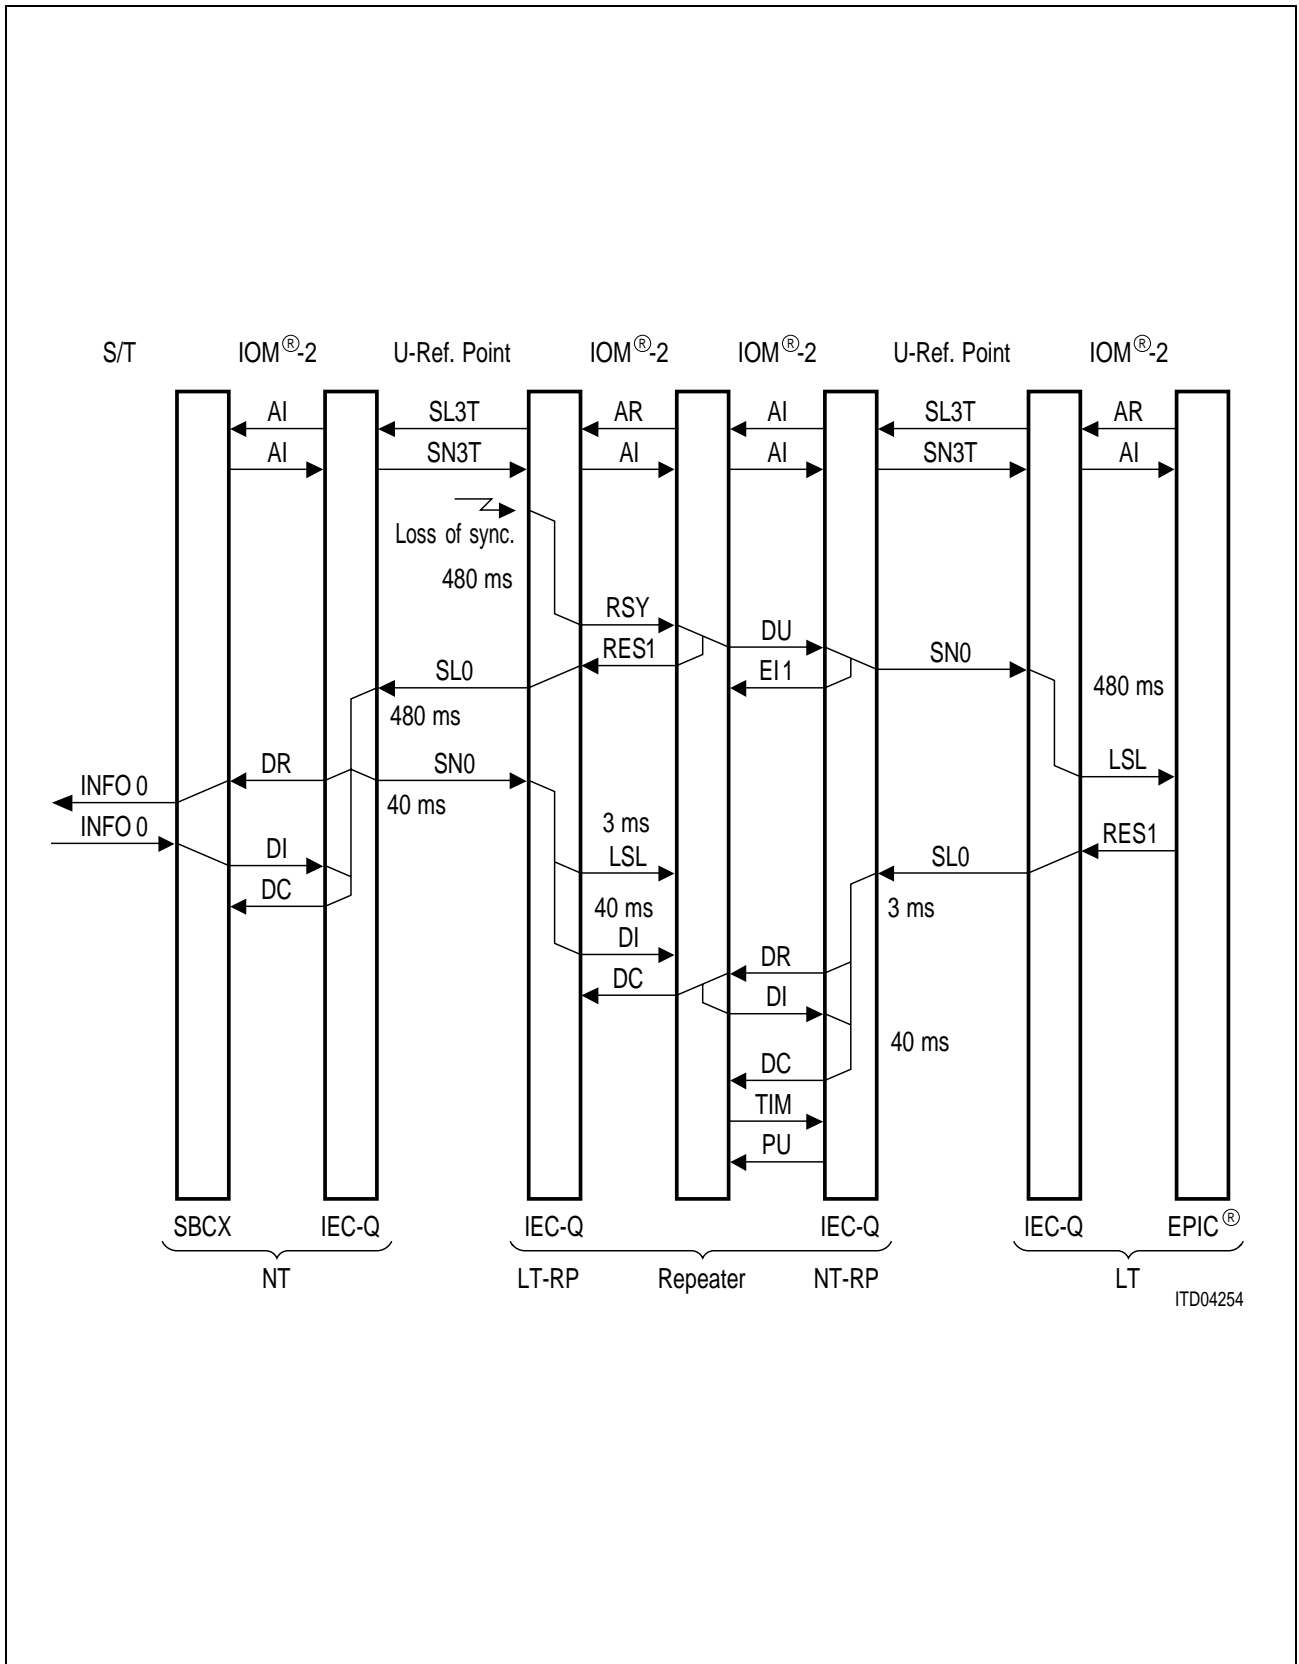 S/T IOM®-2 U-Ref. Point IOM®-2 IOM®-2 U-Ref. Point IOM®-2
AI SL3T AR AI SL3T AR
AI SN3T AI AI SN3T AI
Loss of sync.
480 ms
RSY
DU
RES1
SN0
SL0
EI1
480 ms
480 ms
DR SN0
LSL
INFO 0
40 ms
3 ms
INFO 0
RES1
DI
LSL
SL0
DC
40 ms
3 ms
DI
DR
DC
DI
40 ms
DC
TIM
PU
SBCX IEC-Q IEC-Q IEC-Q IEC-Q EPIC®
NT LT-RP Repeater NT-RP LT
ITD04254